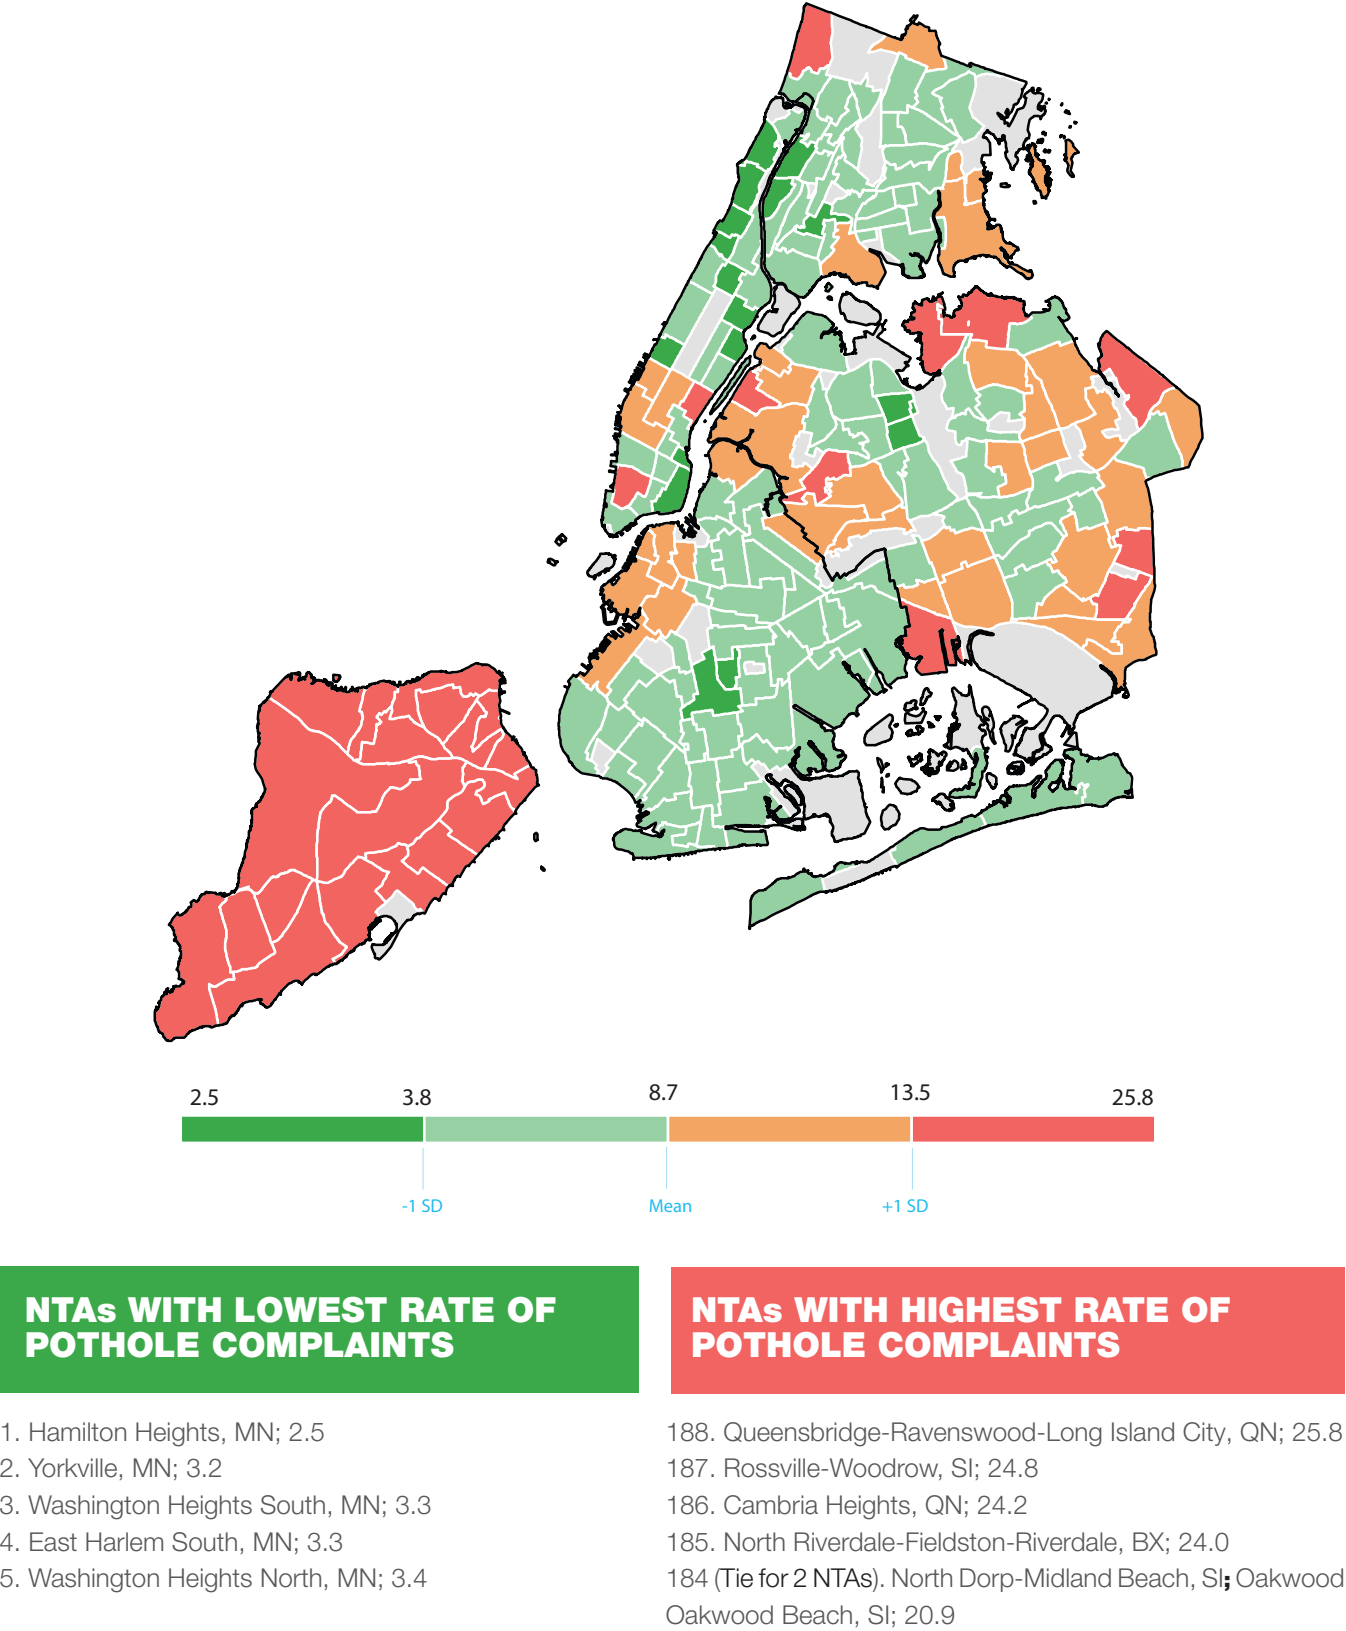 2.5
3.8
8.7
13.5
25.8
-1 SD
Mean
+1 SD
NTAs WITH LOWEST RATE OF
POTHOLE COMPLAINTS
1. Hamilton Heights, MN; 2.5
2. Yorkville, MN; 3.2
3. Washington Heights South, MN; 3.3
4. East Harlem South, MN; 3.3
5. Washington Heights North, MN; 3.4
NTAs WITH HIGHEST RATE OF
POTHOLE COMPLAINTS
188. Queensbridge-Ravenswood-Long Island City, QN; 25.8
187. Rossville-Woodrow, SI; 24.8
186. Cambria Heights, QN; 24.2
185. North Riverdale-Fieldston-Riverdale, BX; 24.0
184 (Tie for 2 NTAs). North Dorp-Midland Beach, SI; Oakwood
Oakwood Beach, SI; 20.9